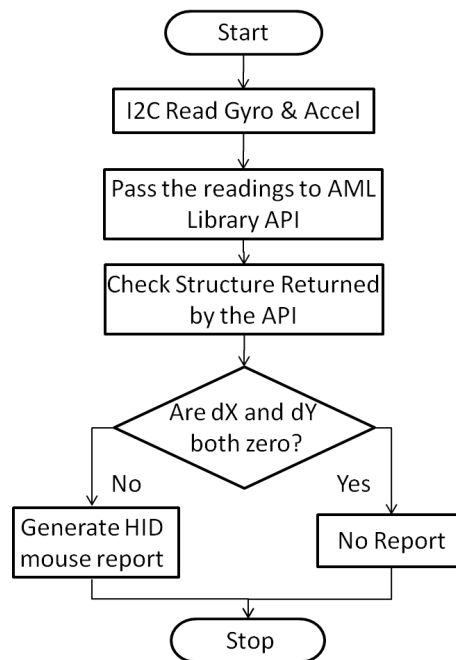 Start
I2C Read Gyro & Accel
Pass the readings to AML
Library API
Check Structure Returned
by the API
Are dX and dY
both zero?
No
Yes
Generate HID
mouse report
No Report
Stop